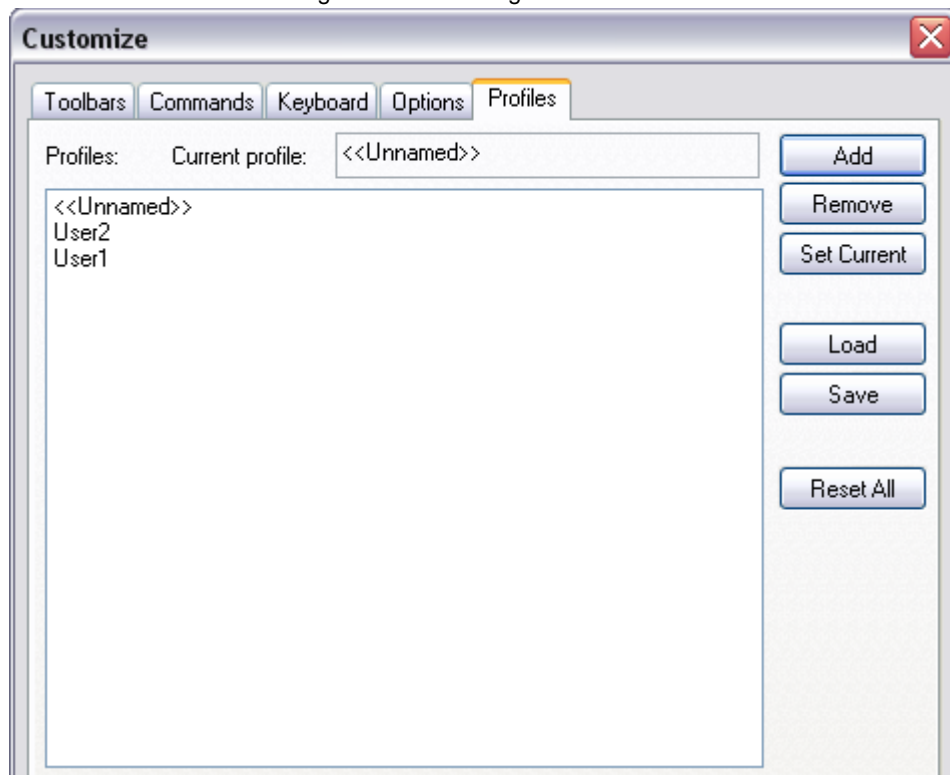 Customize
Toolbars Commands Keyboard Options Profiles
Profiles: Current profile: <<Unnamed>> Add
<<Unnamed>> Remove
User2
User1 Set Current
Load
Save
Reset All